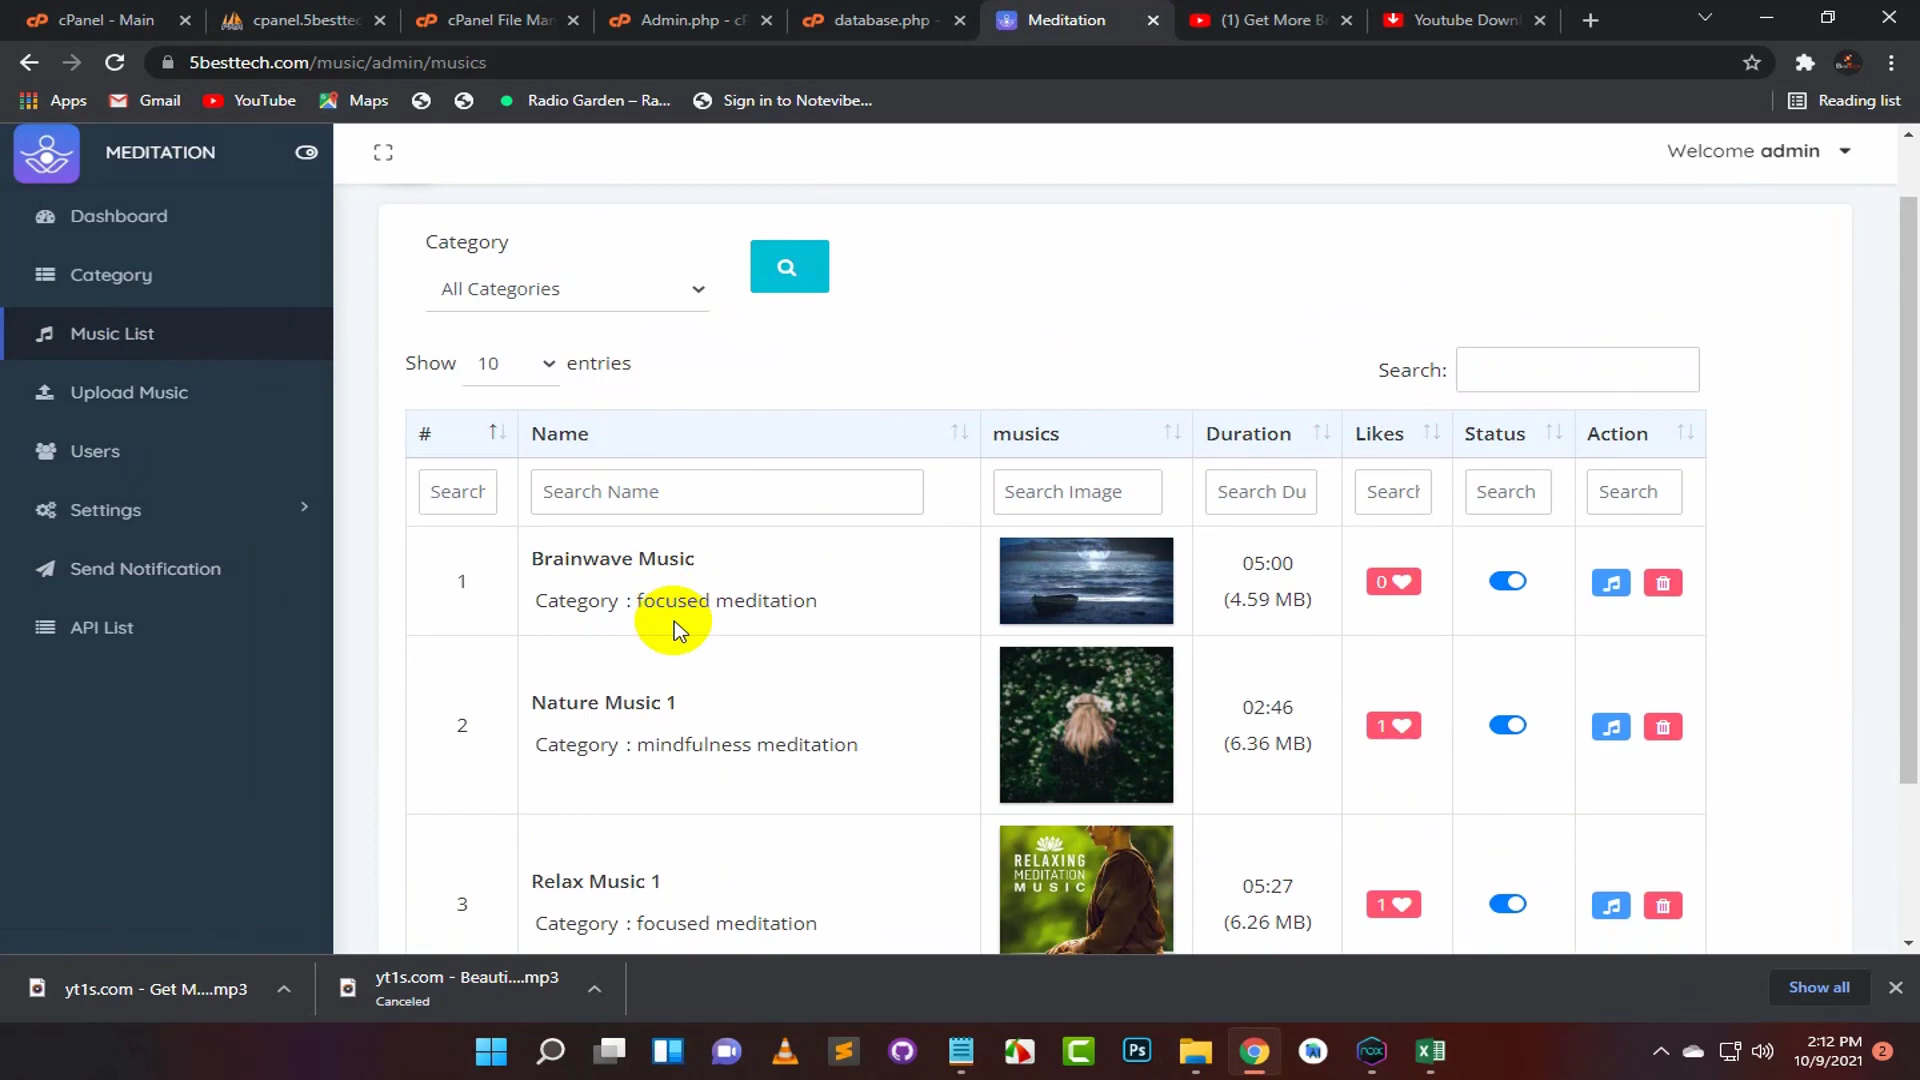 cPanel - Main
cpanel.5bestte
cPanel File Man
Admin.php - cP
database.php -
Meditation
(1) Get More Br
Youtube Down
5besttech.com/music/admin/musics
Apps
Gmail
YouTube
Maps
Radio Garden – Ra...
Sign in to Notevibe...
Reading list
MEDITATION
Welcome admin
Dashboard
Category
Music List
Upload Music
Users
Settings
Send Notification
API List
Category
All Categories
Show 10 entries
Search:
# Name musics Duration Likes Status Action
Search Search Name Search Image Search Du Search Search Search
1
Brainwave Music
Category : focused meditation
05:00
(4.59 MB)
0
2
Nature Music 1
Category : mindfulness meditation
02:46
(6.36 MB)
1
3
Relax Music 1
Category : focused meditation
RELAXING
MEDITATION
MUSIC
05:27
(6.26 MB)
1
yt1s.com - Get M....mp3
yt1s.com - Beauti....mp3
Canceled
Show all
Ps
nox
2:12 PM
10/9/2021
2